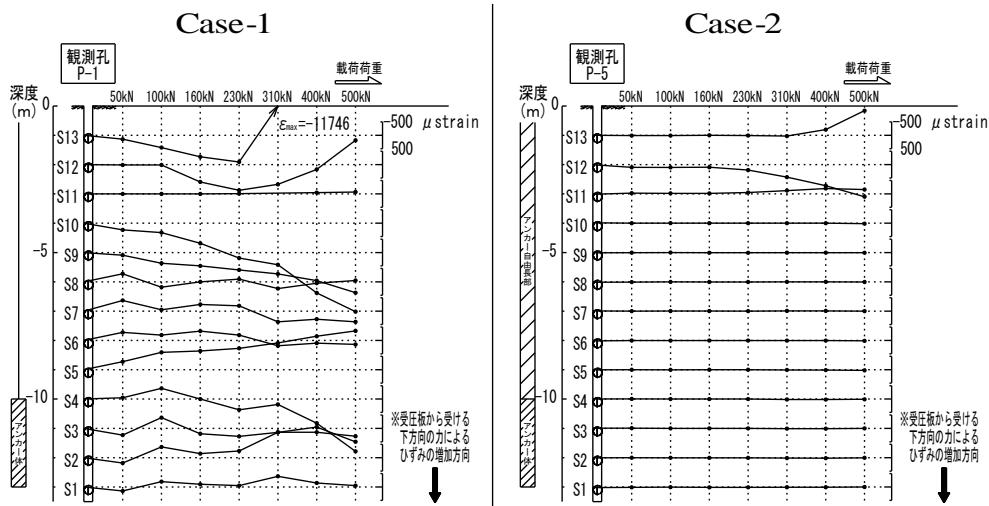 Case-1
観測孔
P-1
載荷荷重
深度
(m)
50kN 100kN 160kN 230kN 310kN 400kN 500kN
0
εmax=-11746
-500 μstrain
500
S13
S12
S11
S10
-5
S9
S8
S7
S6
S5
-10
S4
S3
S2
S1
アンカー体
※受圧板から受ける
下方向の力による
ひずみの増加方向
Case-2
観測孔
P-5
載荷荷重
深度
(m)
50kN 100kN 160kN 230kN 310kN 400kN 500kN
0
-500 μstrain
500
S13
S12
S11
S10
-5
S9
S8
S7
S6
S5
-10
S4
S3
S2
S1
アンカー自由長部
アンカー体
※受圧板から受ける
下方向の力による
ひずみの増加方向